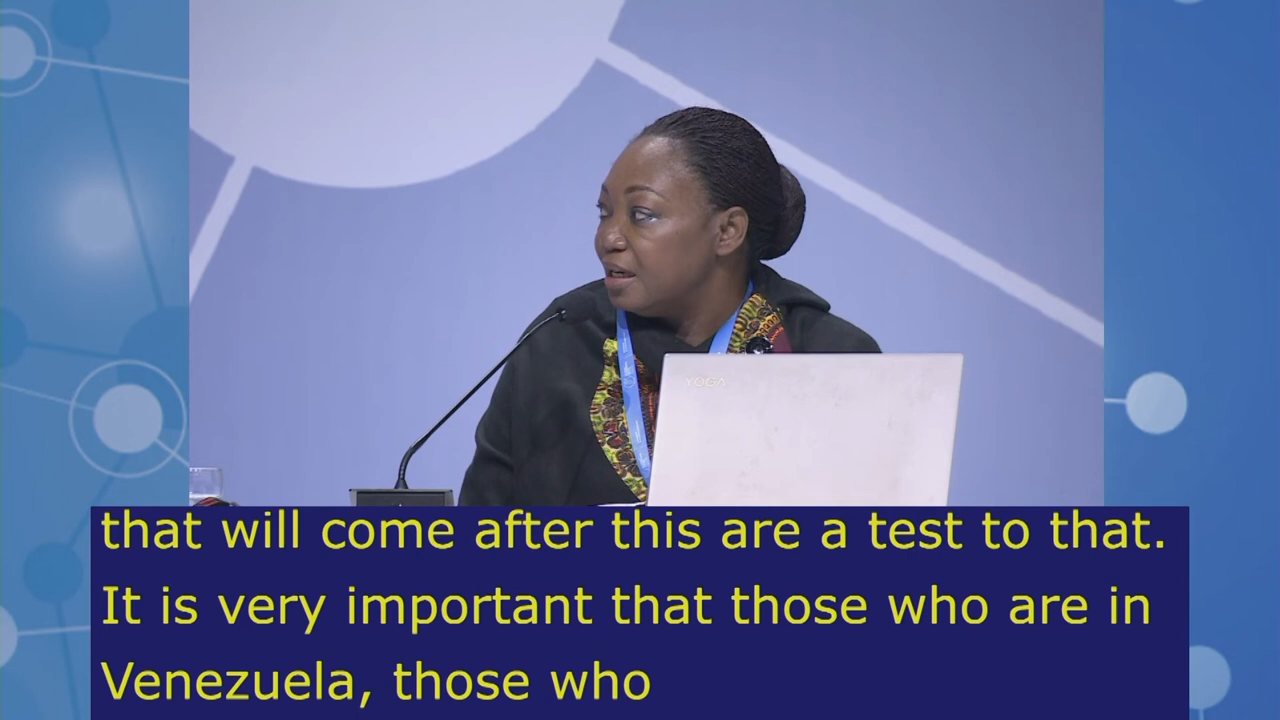 YOGA
that will come after this are a test to that.
It is very important that those who are in
Venezuela, those who